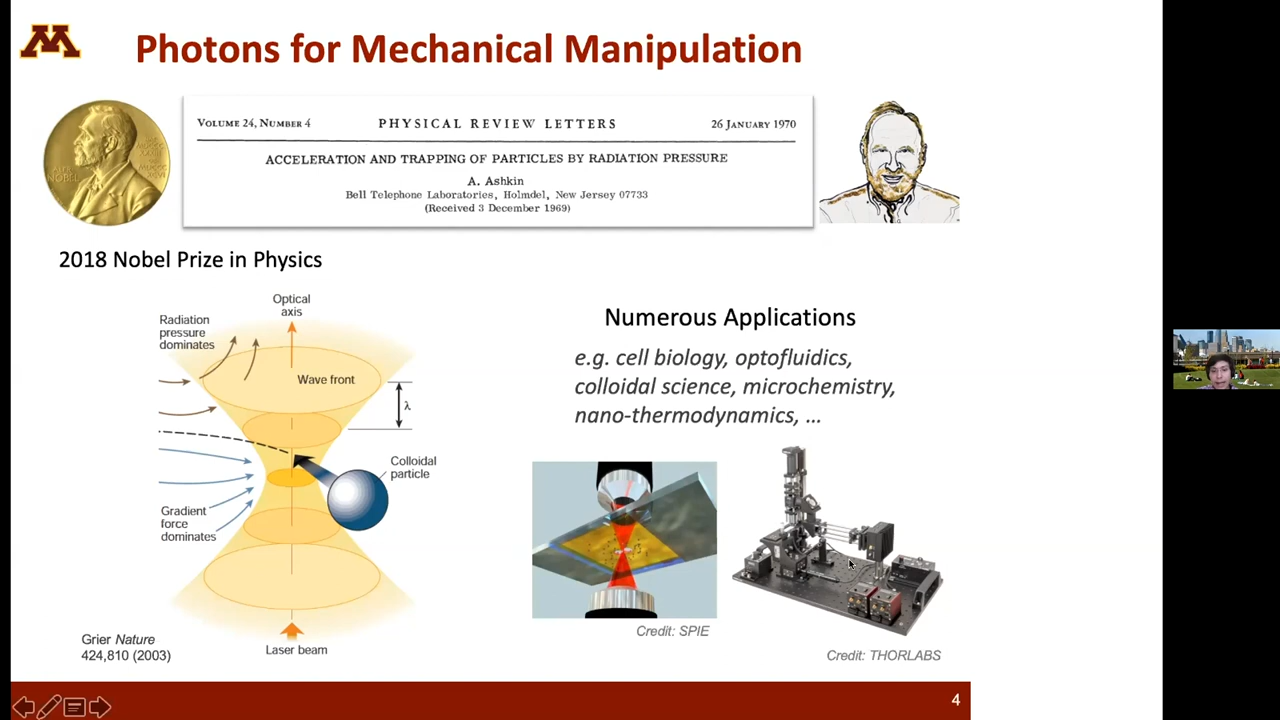 M
Photons for Mechanical Manipulation
VOLUME 24, NUMBER 4 PHYSICAL REVIEW LETTERS 26 JANUARY 1970
ACCELERATION AND TRAPPING OF PARTICLES BY RADIATION PRESSURE
A. Ashkin
Bell Telephone Laboratories, Holmdel, New Jersey 07733
(Received 3 December 1969)
2018 Nobel Prize in Physics
Optical
axis
Radiation
pressure
dominates
Wave front
λ
Colloidal
particle
Gradient
force
dominates
Laser beam
Grier Nature
424,810 (2003)
Numerous Applications
e.g. cell biology, optofluidics,
colloidal science, microchemistry,
nano-thermodynamics, ...
Credit: SPIE
Credit: THORLABS
4